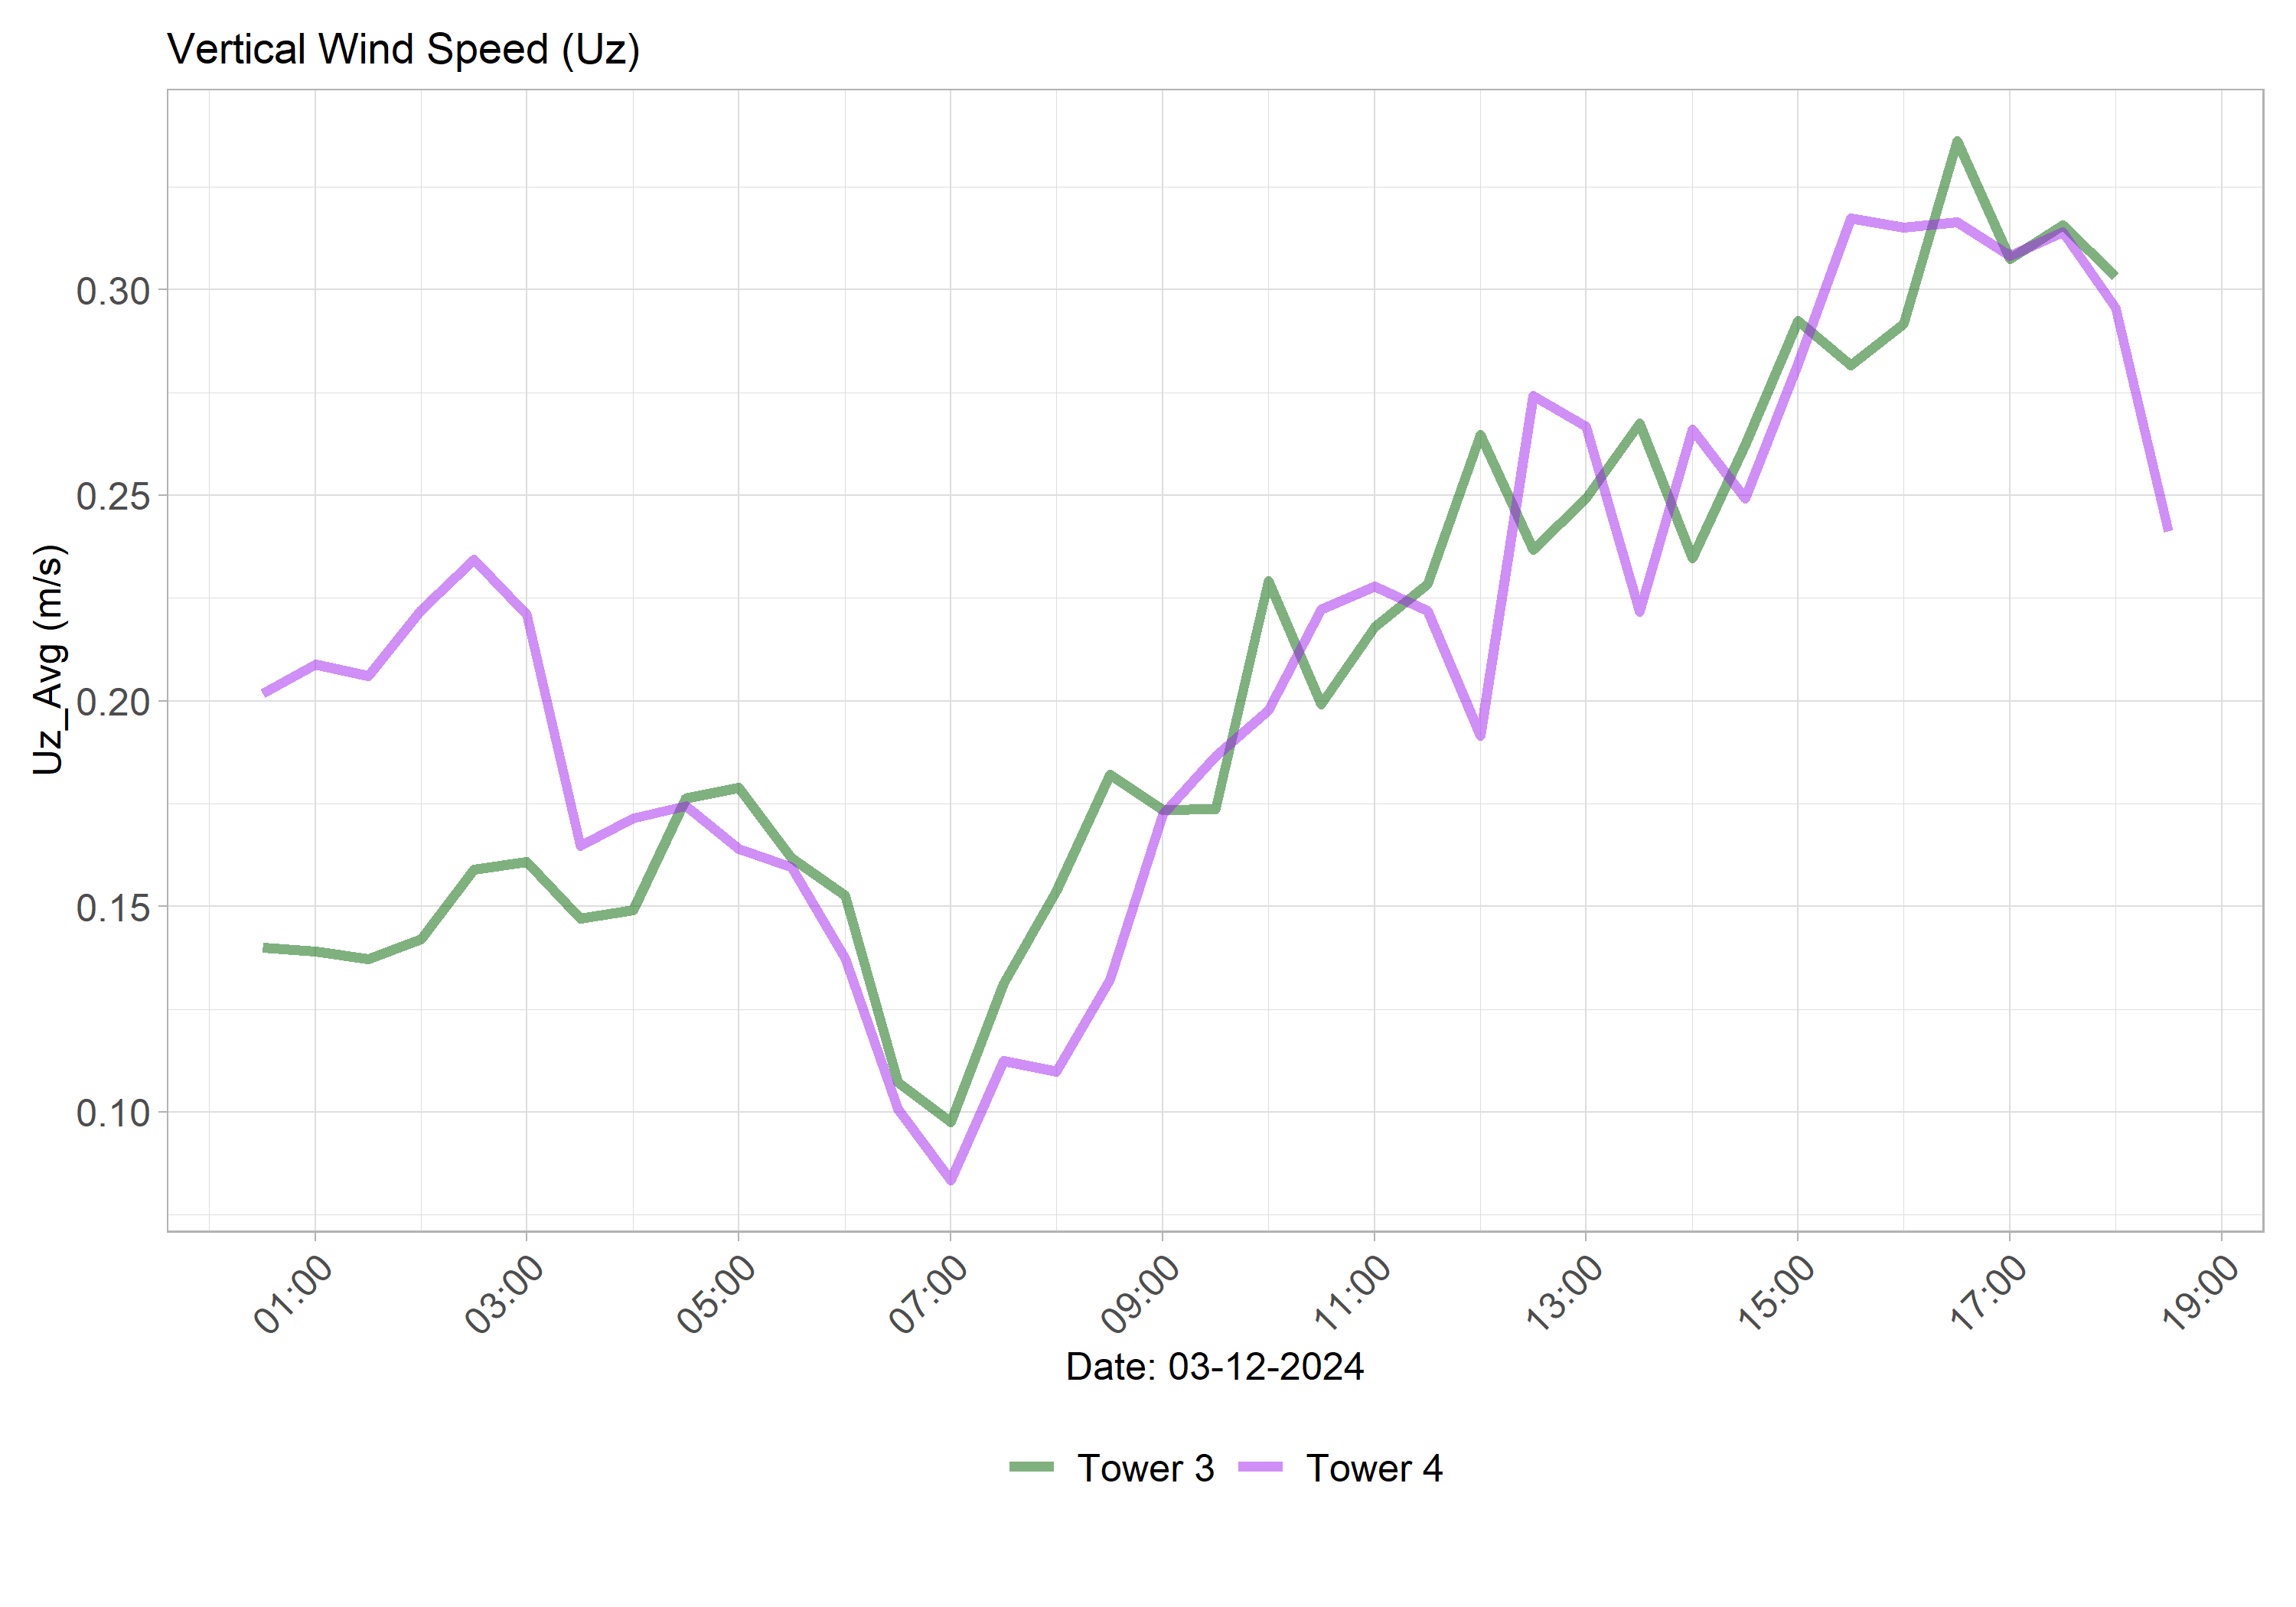 Vertical Wind Speed (Uz)
Uz_Avg (m/s)
0.30
0.25
0.20
0.15
0.10
01:00 03:00 05:00 07:00 09:00 11:00 13:00 15:00 17:00 19:00
Date: 03-12-2024
Tower 3 Tower 4